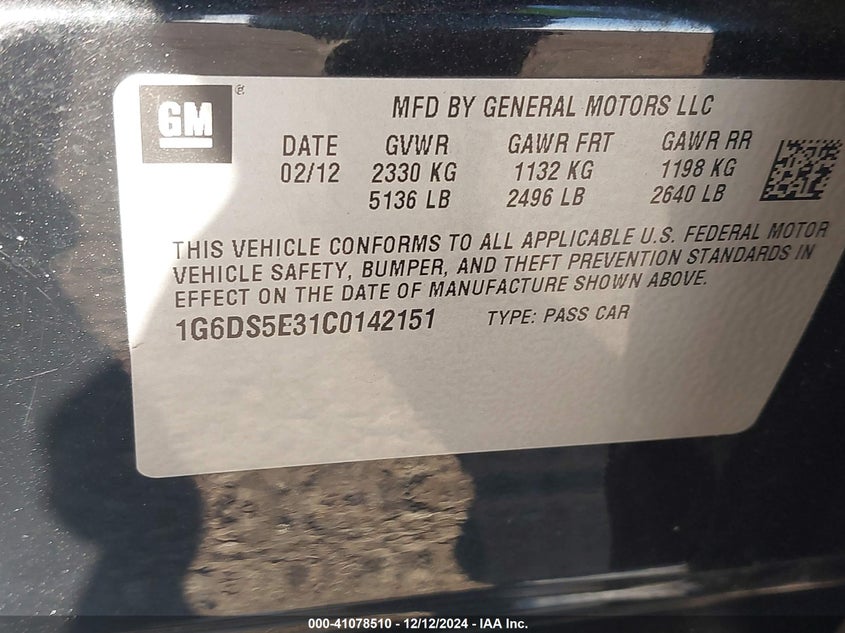 GM ®
MFD BY GENERAL MOTORS LLC
DATE GVWR GAWR FRT GAWR RR
02/12 2330 KG 1132 KG 1198 KG
5136 LB 2496 LB 2640 LB
THIS VEHICLE CONFORMS TO ALL APPLICABLE U.S. FEDERAL MOTOR
VEHICLE SAFETY, BUMPER, AND THEFT PREVENTION STANDARDS IN
EFFECT ON THE DATE OF MANUFACTURE SHOWN ABOVE.
1G6DS5E31C0142151 TYPE: PASS CAR
000-41078510 - 12/12/2024 - IAA Inc.